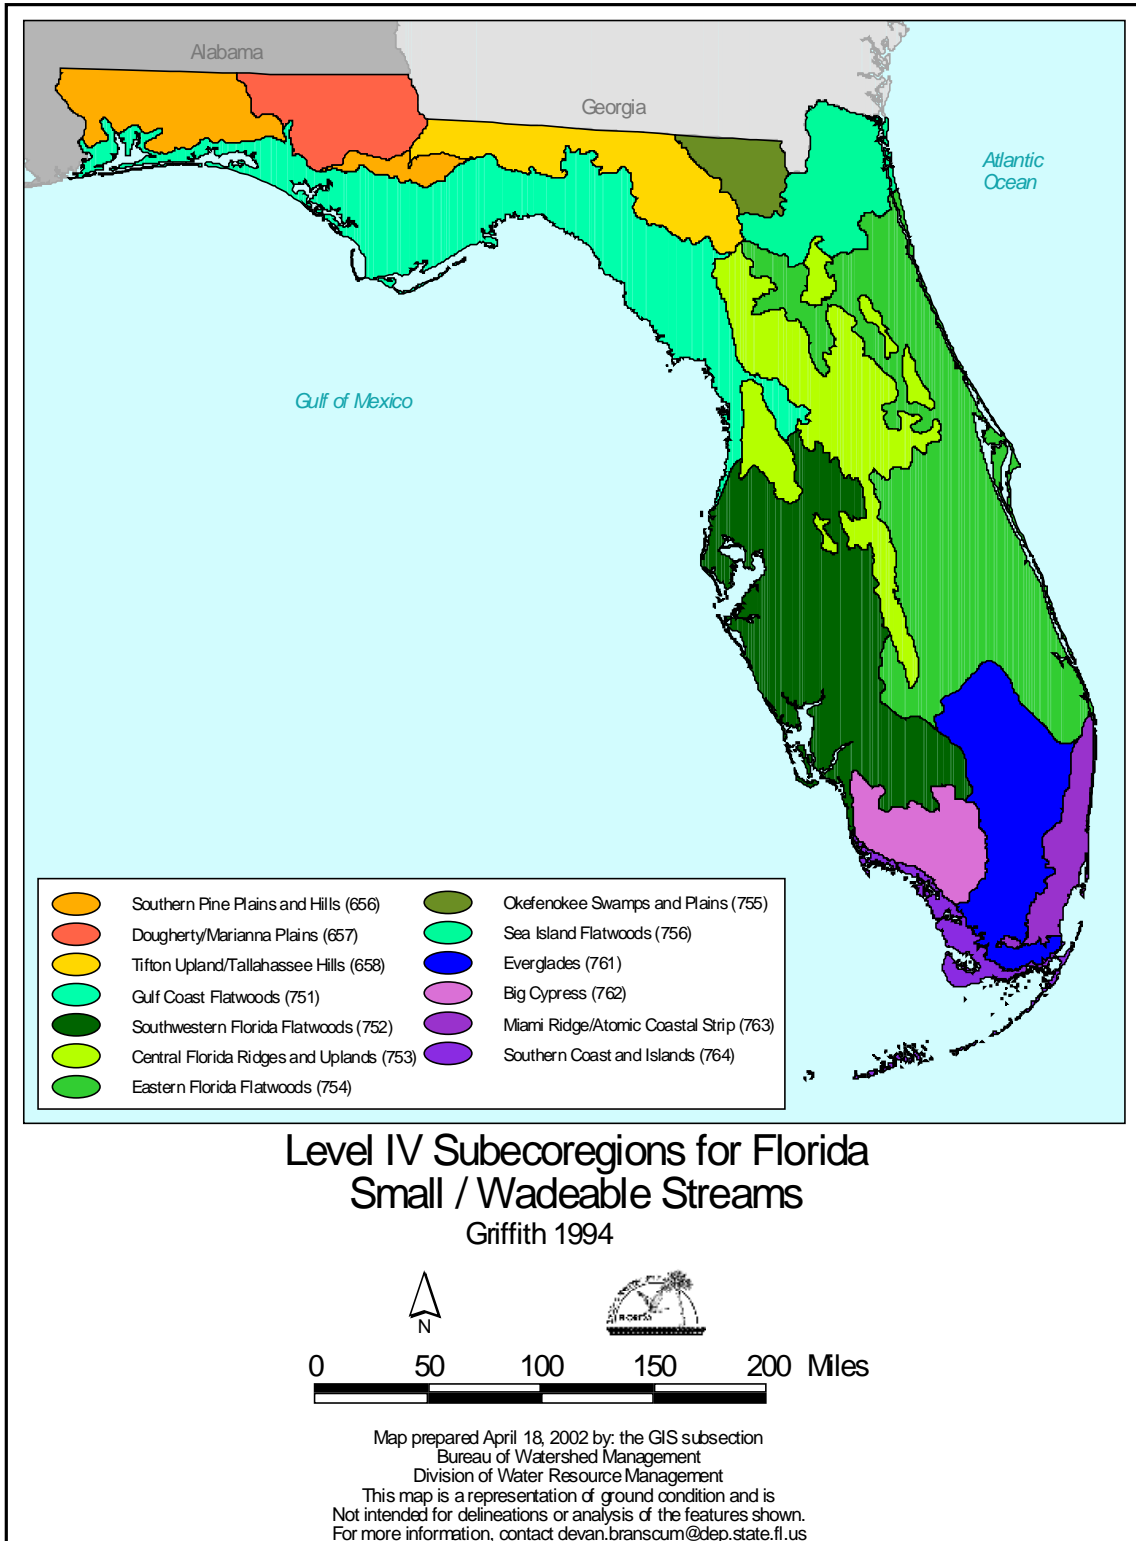 Alabama
Georgia
Atlantic
Ocean
Gulf of Mexico
Southern Pine Plains and Hills (656)
Dougherty/Marianna Plains (657)
Tifton Upland/Tallahassee Hills (658)
Gulf Coast Flatwoods (751)
Southwestern Florida Flatwoods (752)
Central Florida Ridges and Uplands (753)
Eastern Florida Flatwoods (754)
Okefenokee Swamps and Plains (755)
Sea Island Flatwoods (756)
Everglades (761)
Big Cypress (762)
Miami Ridge/Atomic Coastal Strip (763)
Southern Coast and Islands (764)
Level IV Subecoregions for Florida
Small / Wadeable Streams
Griffith 1994
N
FLORIDA
0 50 100 150 200 Miles
Map prepared April 18, 2002 by: the GIS subsection
Bureau of Watershed Management
Division of Water Resource Management
This map is a representation of ground condition and is
Not intended for delineations or analysis of the features shown.
For more information, contact devan.branscum@dep.state.fl.us